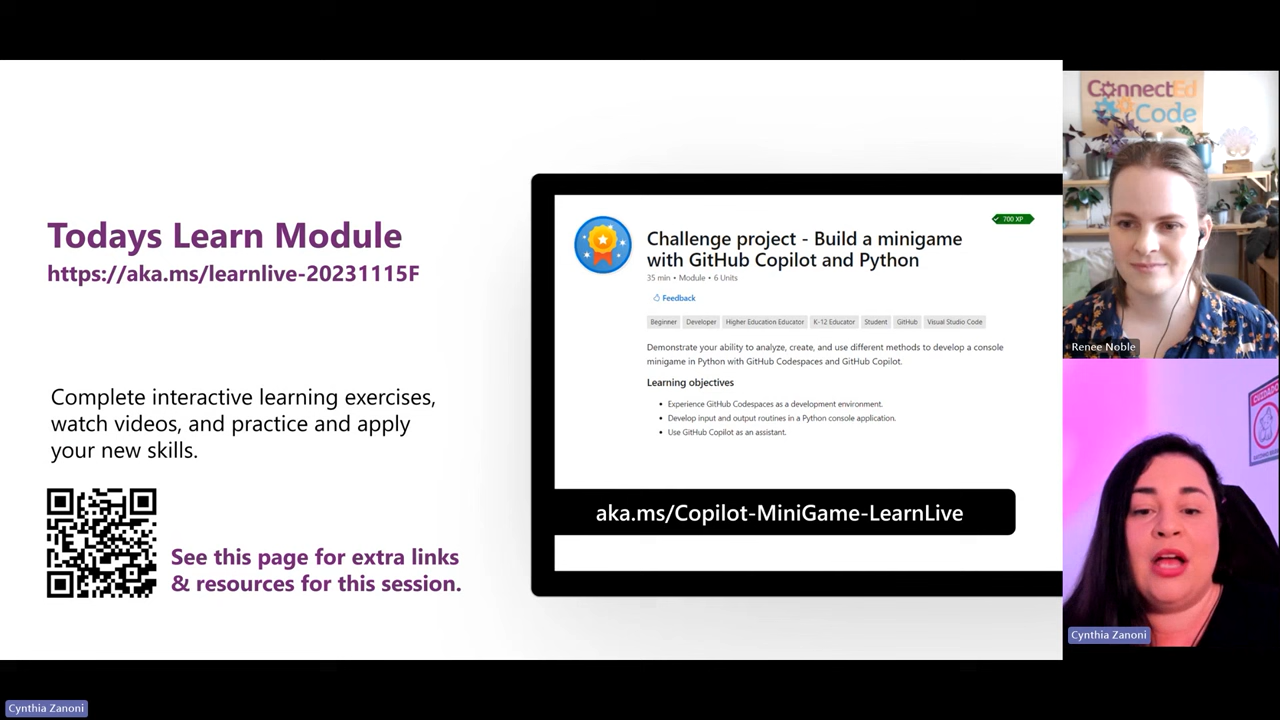 Todays Learn Module
https://aka.ms/learnlive-20231115F
Complete interactive learning exercises,
watch videos, and practice and apply
your new skills.
See this page for extra links
& resources for this session.
700 XP
Challenge project - Build a minigame
with GitHub Copilot and Python
35 min • Module • 6 Units
Feedback
Beginner Developer Higher Education Educator K-12 Educator Student GitHub Visual Studio Code
Demonstrate your ability to analyze, create, and use different methods to develop a console
minigame in Python with GitHub Codespaces and GitHub Copilot.
Learning objectives
• Experience GitHub Codespaces as a development environment.
• Develop input and output routines in a Python console application.
• Use GitHub Copilot as an assistant.
aka.ms/Copilot-MiniGame-LearnLive
ConnectEd
Code
Renee Noble
Cynthia Zanoni
Cynthia Zanoni